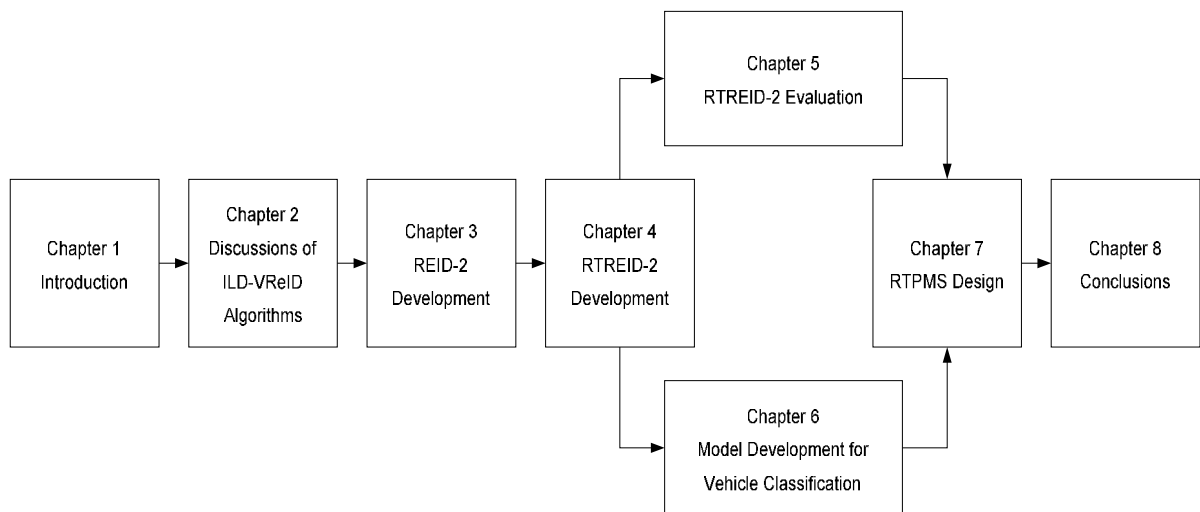 Chapter 1
Introduction
Chapter 2
Discussions of
ILD-VReID
Algorithms
Chapter 3
REID-2
Development
Chapter 4
RTREID-2
Development
Chapter 5
RTREID-2 Evaluation
Chapter 6
Model Development for
Vehicle Classification
Chapter 7
RTPMS Design
Chapter 8
Conclusions